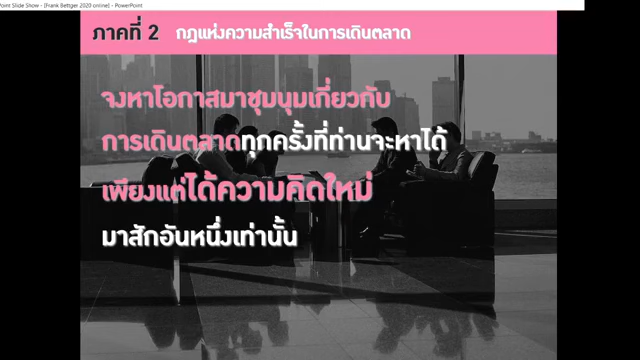 Point Slide Show - [Frank Bettger 2020 online] - PowerPoint
ภาคที่ 2 กฎแห่งความสำเร็จในการเดินตลาด
จงหาโอกาสมาชุมนุมเกี่ยวกับ
การเดินตลาดทุกครั้งที่ท่านจะหาได้
เพียงแต่ได้ความคิดใหม่
มาสักอันหนึ่งเท่านั้น